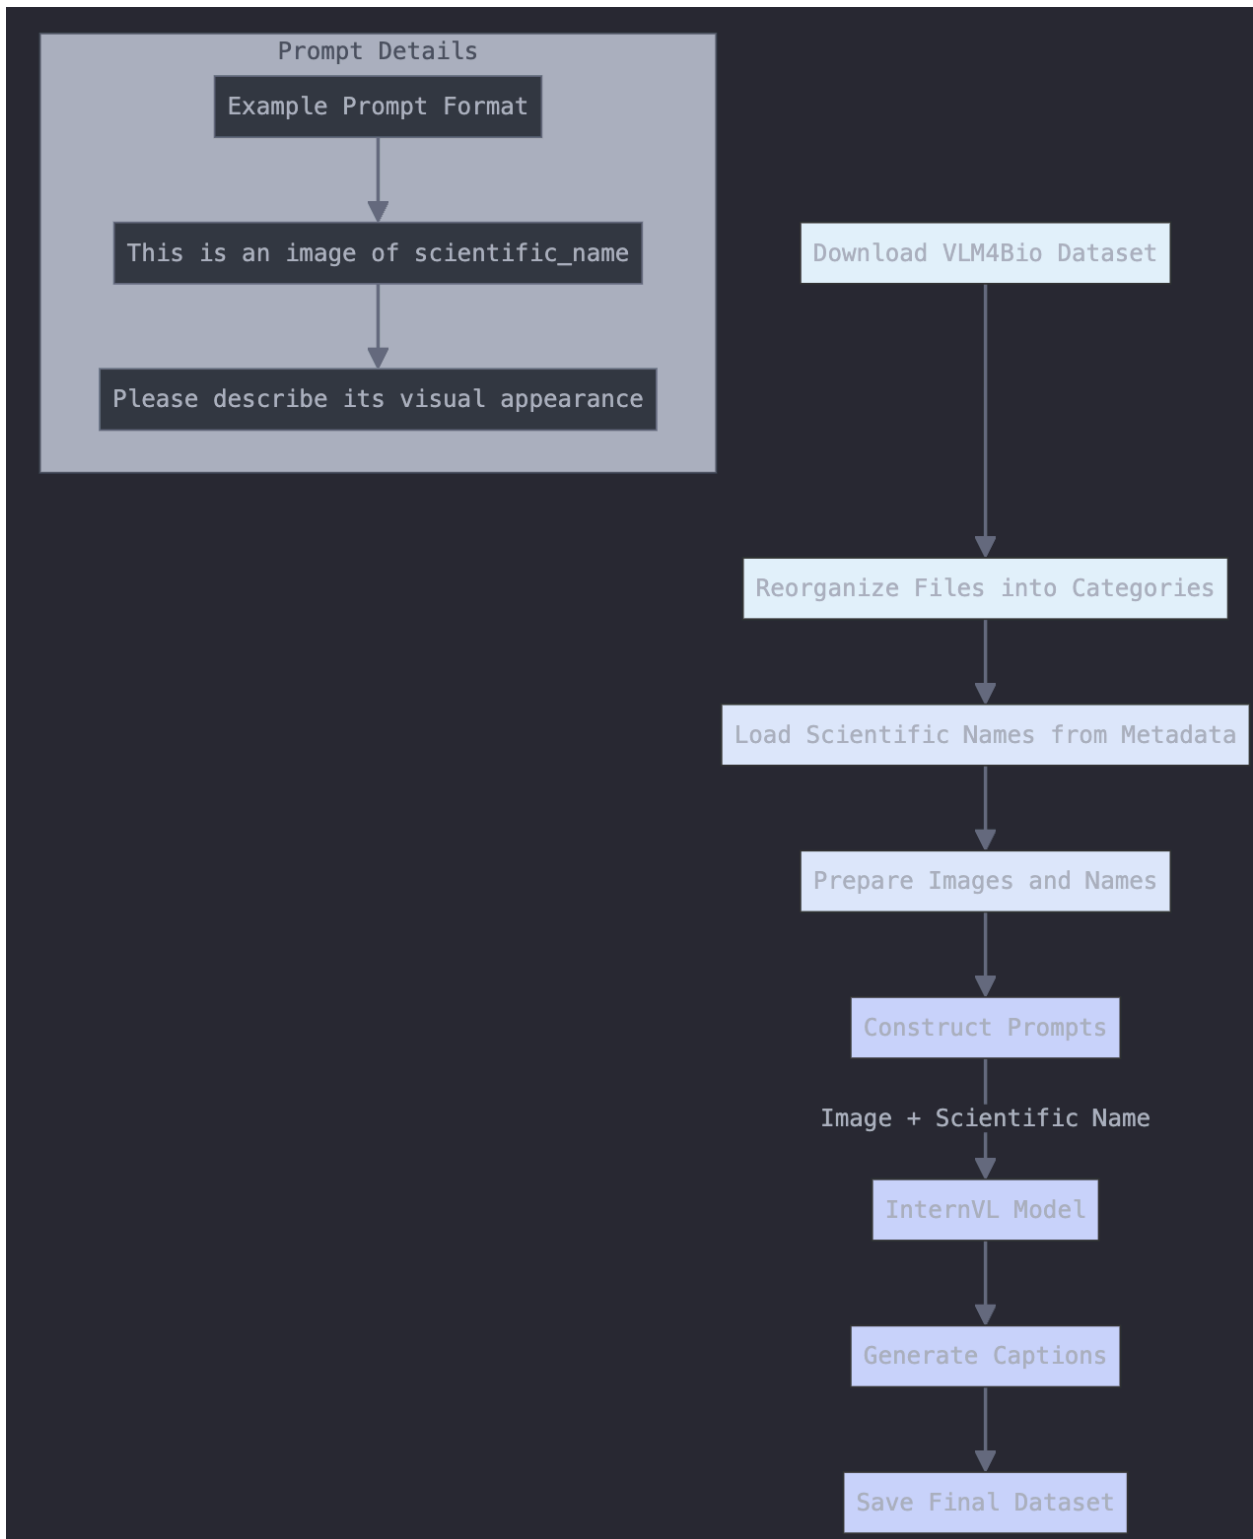 Prompt Details
Example Prompt Format
This is an image of scientific_name
Please describe its visual appearance
Download VLM4Bio Dataset
Reorganize Files into Categories
Load Scientific Names from Metadata
Prepare Images and Names
Construct Prompts
Image + Scientific Name
InternVL Model
Generate Captions
Save Final Dataset